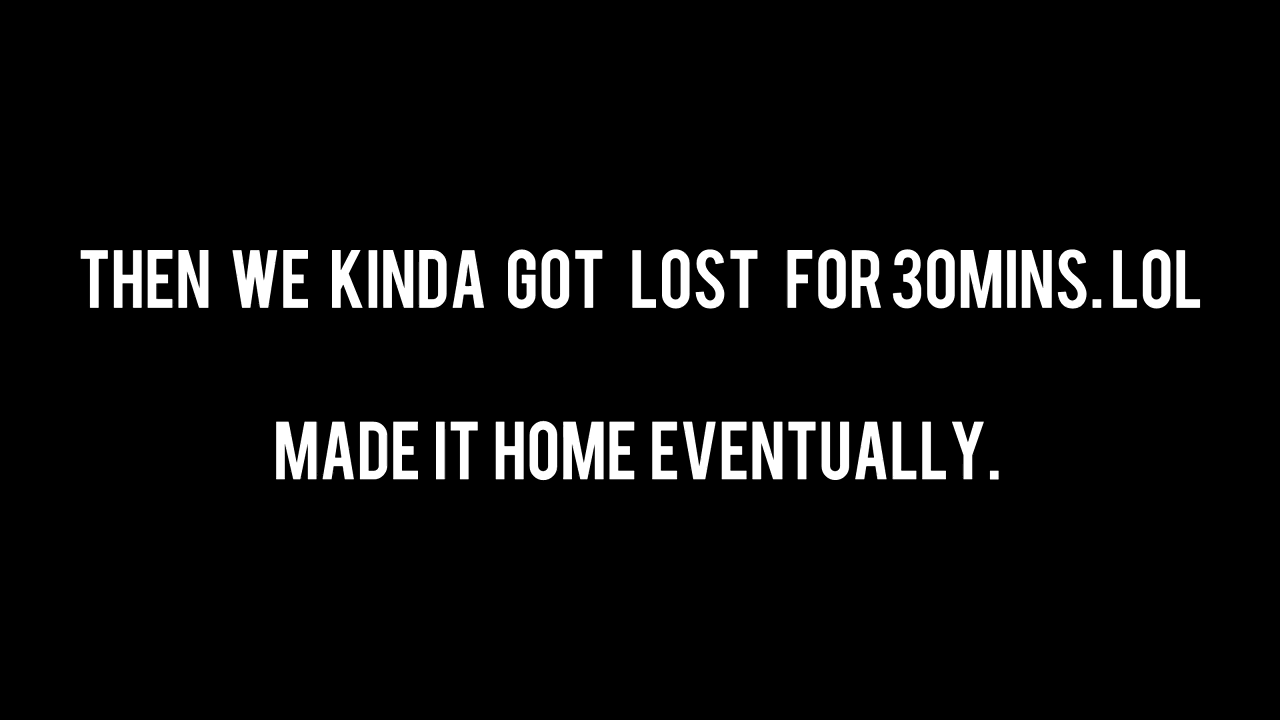 THEN WE KINDA GOT LOST FOR 30MINS. LOL
MADE IT HOME EVENTUALLY.